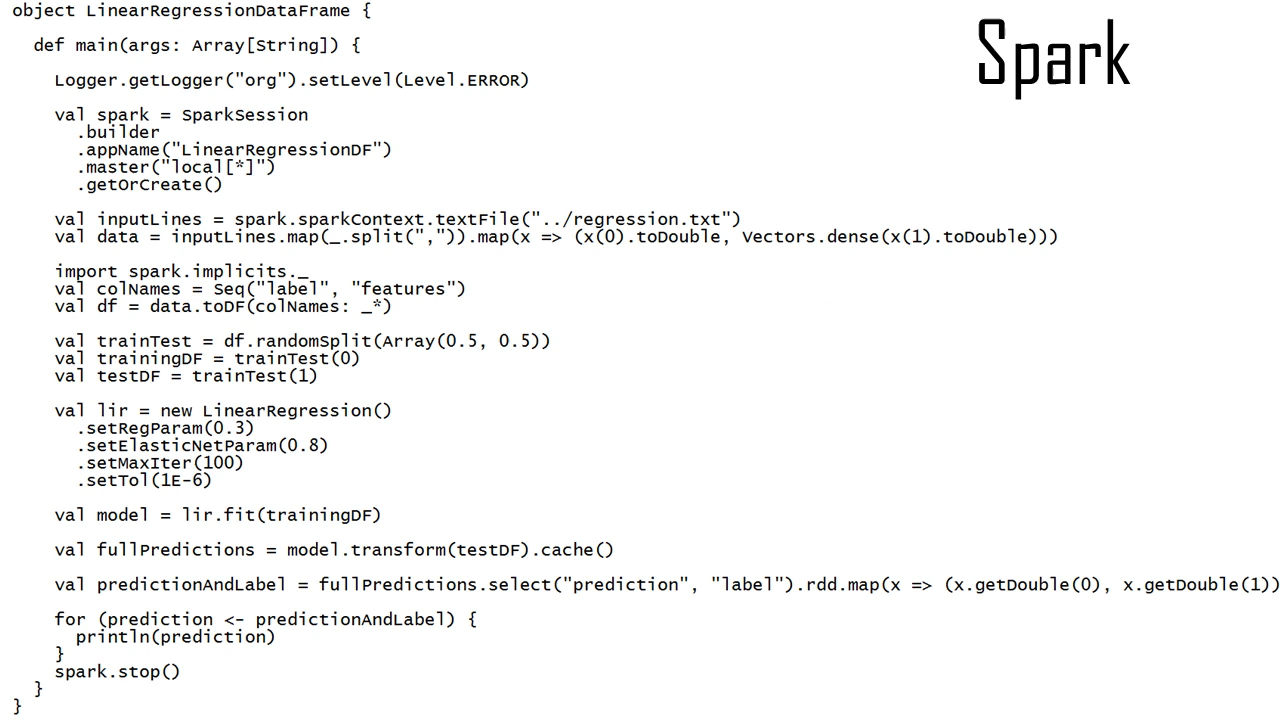 object LinearRegressionDataFrame {
Spark
def main(args: Array[String]) {
Logger.getLogger("org").setLevel(Level.ERROR)
val spark = SparkSession
.builder
.appName("LinearRegressionDF")
.master("local[*]")
.getOrCreate()
val inputLines = spark.sparkContext.textFile("../regression.txt")
val data = inputLines.map(_.split(",")).map(x => (x(0).toDouble, Vectors.dense(x(1).toDouble)))
import spark.implicits._
val colNames = Seq("label", "features")
val df = data.toDF(colNames: _*)
val trainTest = df.randomSplit(Array(0.5, 0.5))
val trainingDF = trainTest(0)
val testDF = trainTest(1)
val lir = new LinearRegression()
.setRegParam(0.3)
.setElasticNetParam(0.8)
.setMaxIter(100)
.setTol(1E-6)
val model = lir.fit(trainingDF)
val fullPredictions = model.transform(testDF).cache()
val predictionAndLabel = fullPredictions.select("prediction", "label").rdd.map(x => (x.getDouble(0), x.getDouble(1))
for (prediction <- predictionAndLabel) {
println(prediction)
}
spark.stop()
}
}